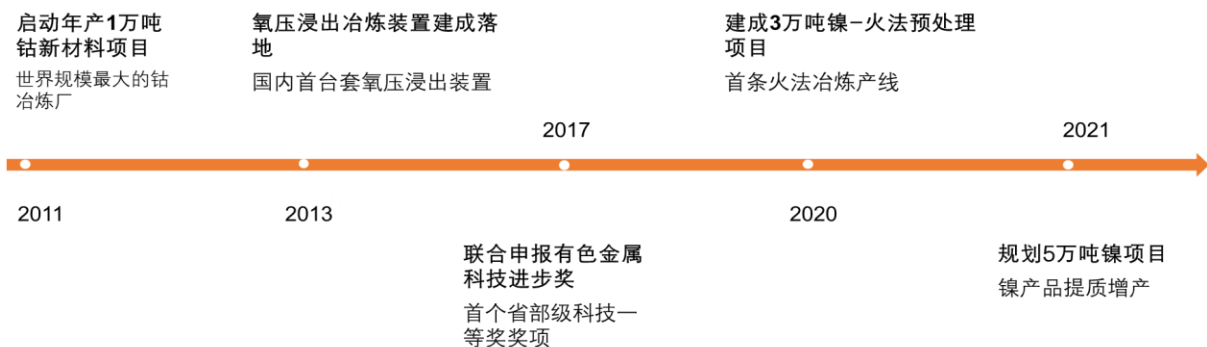 启动年产1万吨
钴新材料项目
世界规模最大的钴
冶炼厂
2011
氧压浸出冶炼装置建成落
地
国内首台套氧压浸出装置
2013
2017
联合申报有色金属
科技进步奖
首个省部级科技一
等奖奖项
建成3万吨镍-火法预处理
项目
首条火法冶炼产线
2020
2021
规划5万吨镍项目
镍产品提质增产